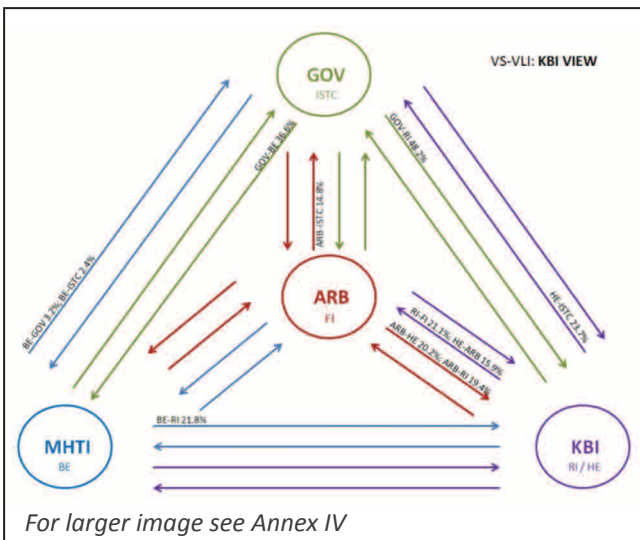 GOV
ISTC
VS-VLI: KBI VIEW
GOV-BE 36.6%
GOV-RI 48.2%
ARB-ISTC 14.8%
BE-GOV 3.2%; BE-ISTC 2.4%
HE-ISTC 23.7%
ARB
FI
RI-FI 21.1%; HE-ARB 15.9%
ARB-HE 20.2%; ARB-RI 19.4%
BE-RI 21.8%
MHTI
BE
KBI
RI / HE
For larger image see Annex IV